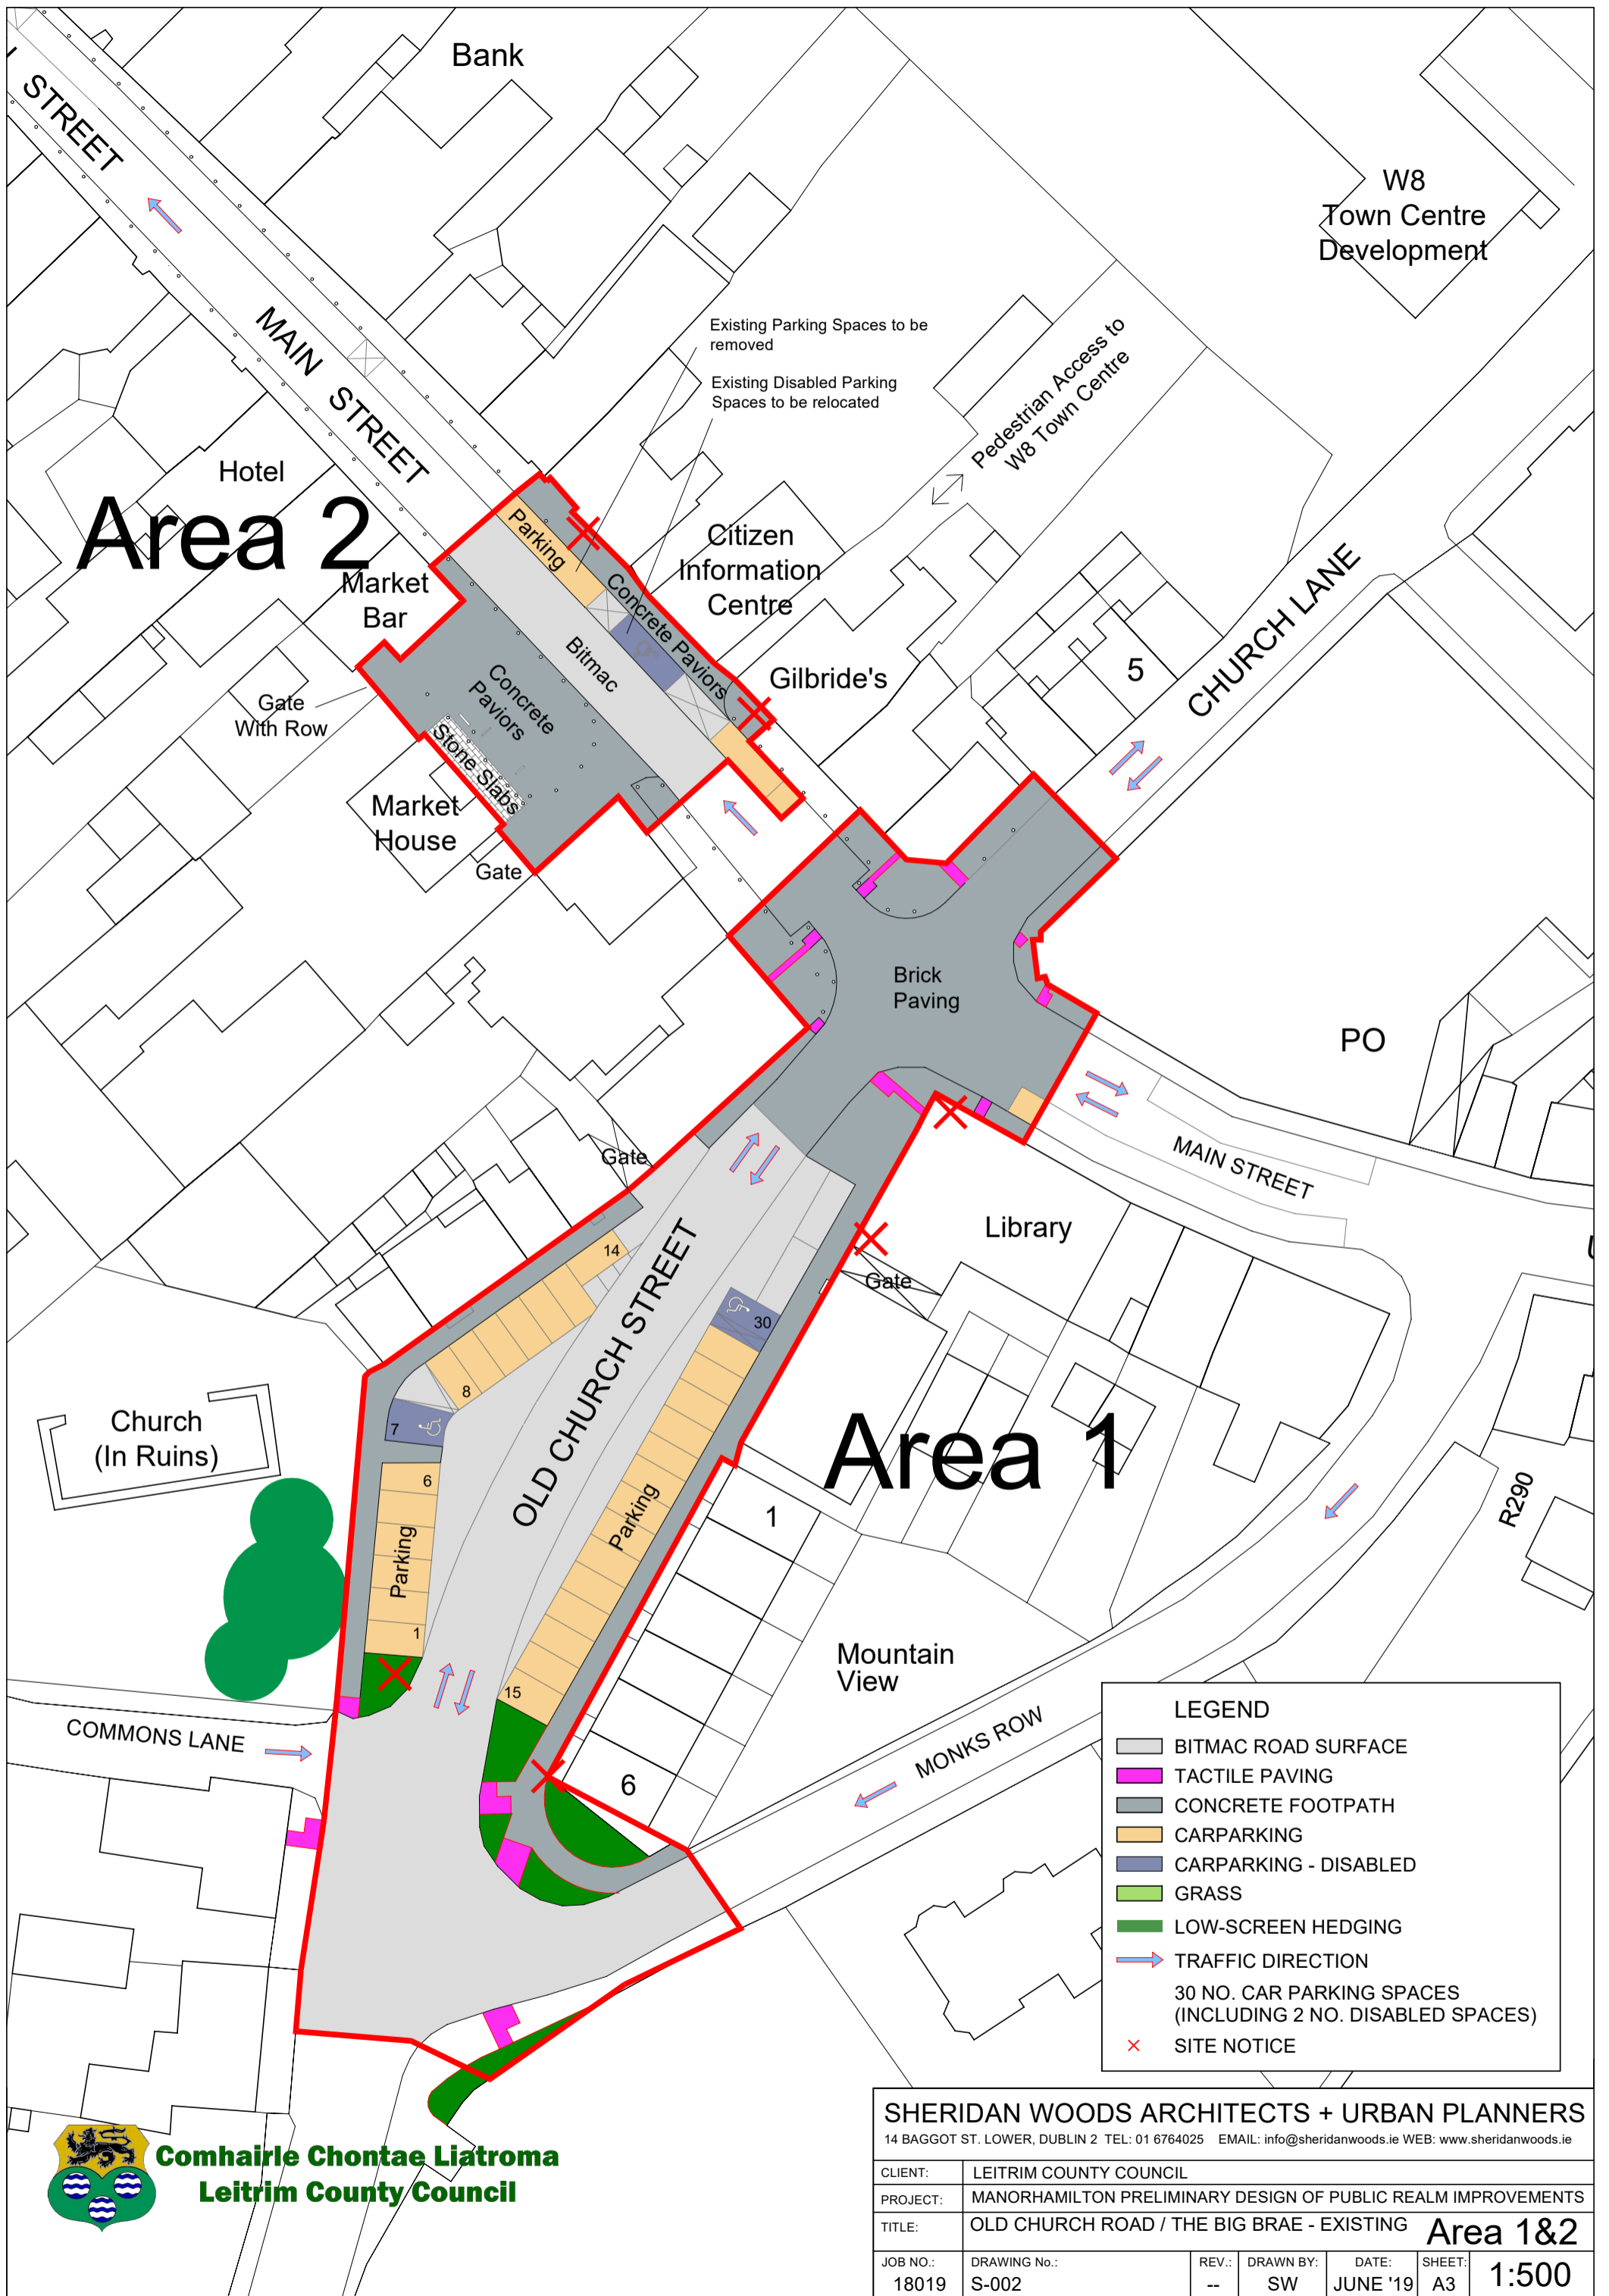 Bank
STREET
W8
Town Centre
Development
MAIN STREET
Existing Parking Spaces to be
removed
Existing Disabled Parking
Spaces to be relocated
Pedestrian Access to
W8 Town Centre
Hotel
Area 2
Parking
Citizen
Information
Centre
Market
Bar
Concrete Paviors
Bitmac
CHURCH LANE
5
Gilbride's
Concrete
Paviors
Gate
With Row
Stone Slabs
Market
House
Gate
Brick
Paving
PO
MAIN STREET
Gate
Library
Gate
14
30
OLD CHURCH STREET
8
7
Church
(In Ruins)
Area 1
6
Parking
Parking
1
R290
1
15
Mountain
View
COMMONS LANE
MONKS ROW
6
LEGEND
BITMAC ROAD SURFACE
TACTILE PAVING
CONCRETE FOOTPATH
CARPARKING
CARPARKING - DISABLED
GRASS
LOW-SCREEN HEDGING
TRAFFIC DIRECTION
30 NO. CAR PARKING SPACES
(INCLUDING 2 NO. DISABLED SPACES)
SITE NOTICE
Comhairle Chontae Liatroma
Leitrim County Council
SHERIDAN WOODS ARCHITECTS + URBAN PLANNERS
14 BAGGOT ST. LOWER, DUBLIN 2 TEL: 01 6764025 EMAIL: info@sheridanwoods.ie WEB: www.sheridanwoods.ie
CLIENT: LEITRIM COUNTY COUNCIL
PROJECT: MANORHAMILTON PRELIMINARY DESIGN OF PUBLIC REALM IMPROVEMENTS
TITLE: OLD CHURCH ROAD / THE BIG BRAE - EXISTING Area 1&2
JOB NO.: DRAWING No.: REV.: DRAWN BY: DATE: SHEET: 1:500
18019 S-002 -- SW JUNE '19 A3